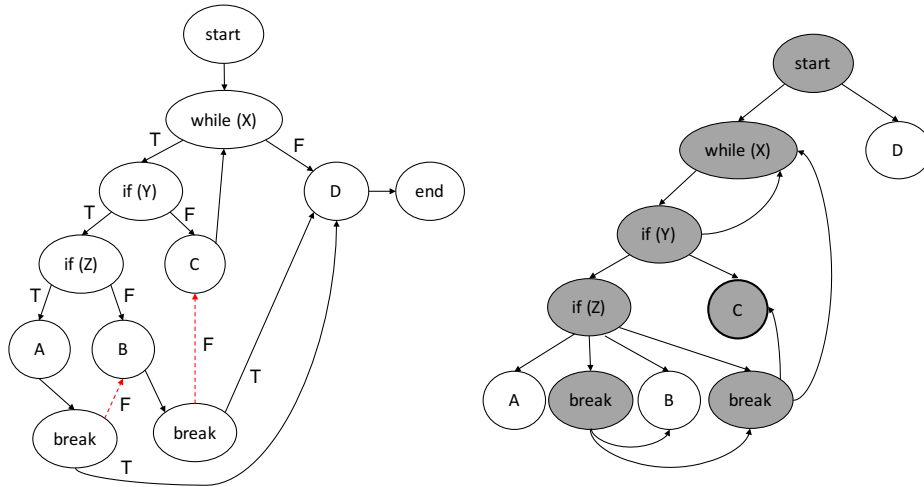 start
while (X)
T
F
if (Y)
D
end
T
F
if (Z)
C
T
F
A
B
F
F
T
break
break
T
start
while (X)
D
if (Y)
if (Z)
C
A
break
B
break